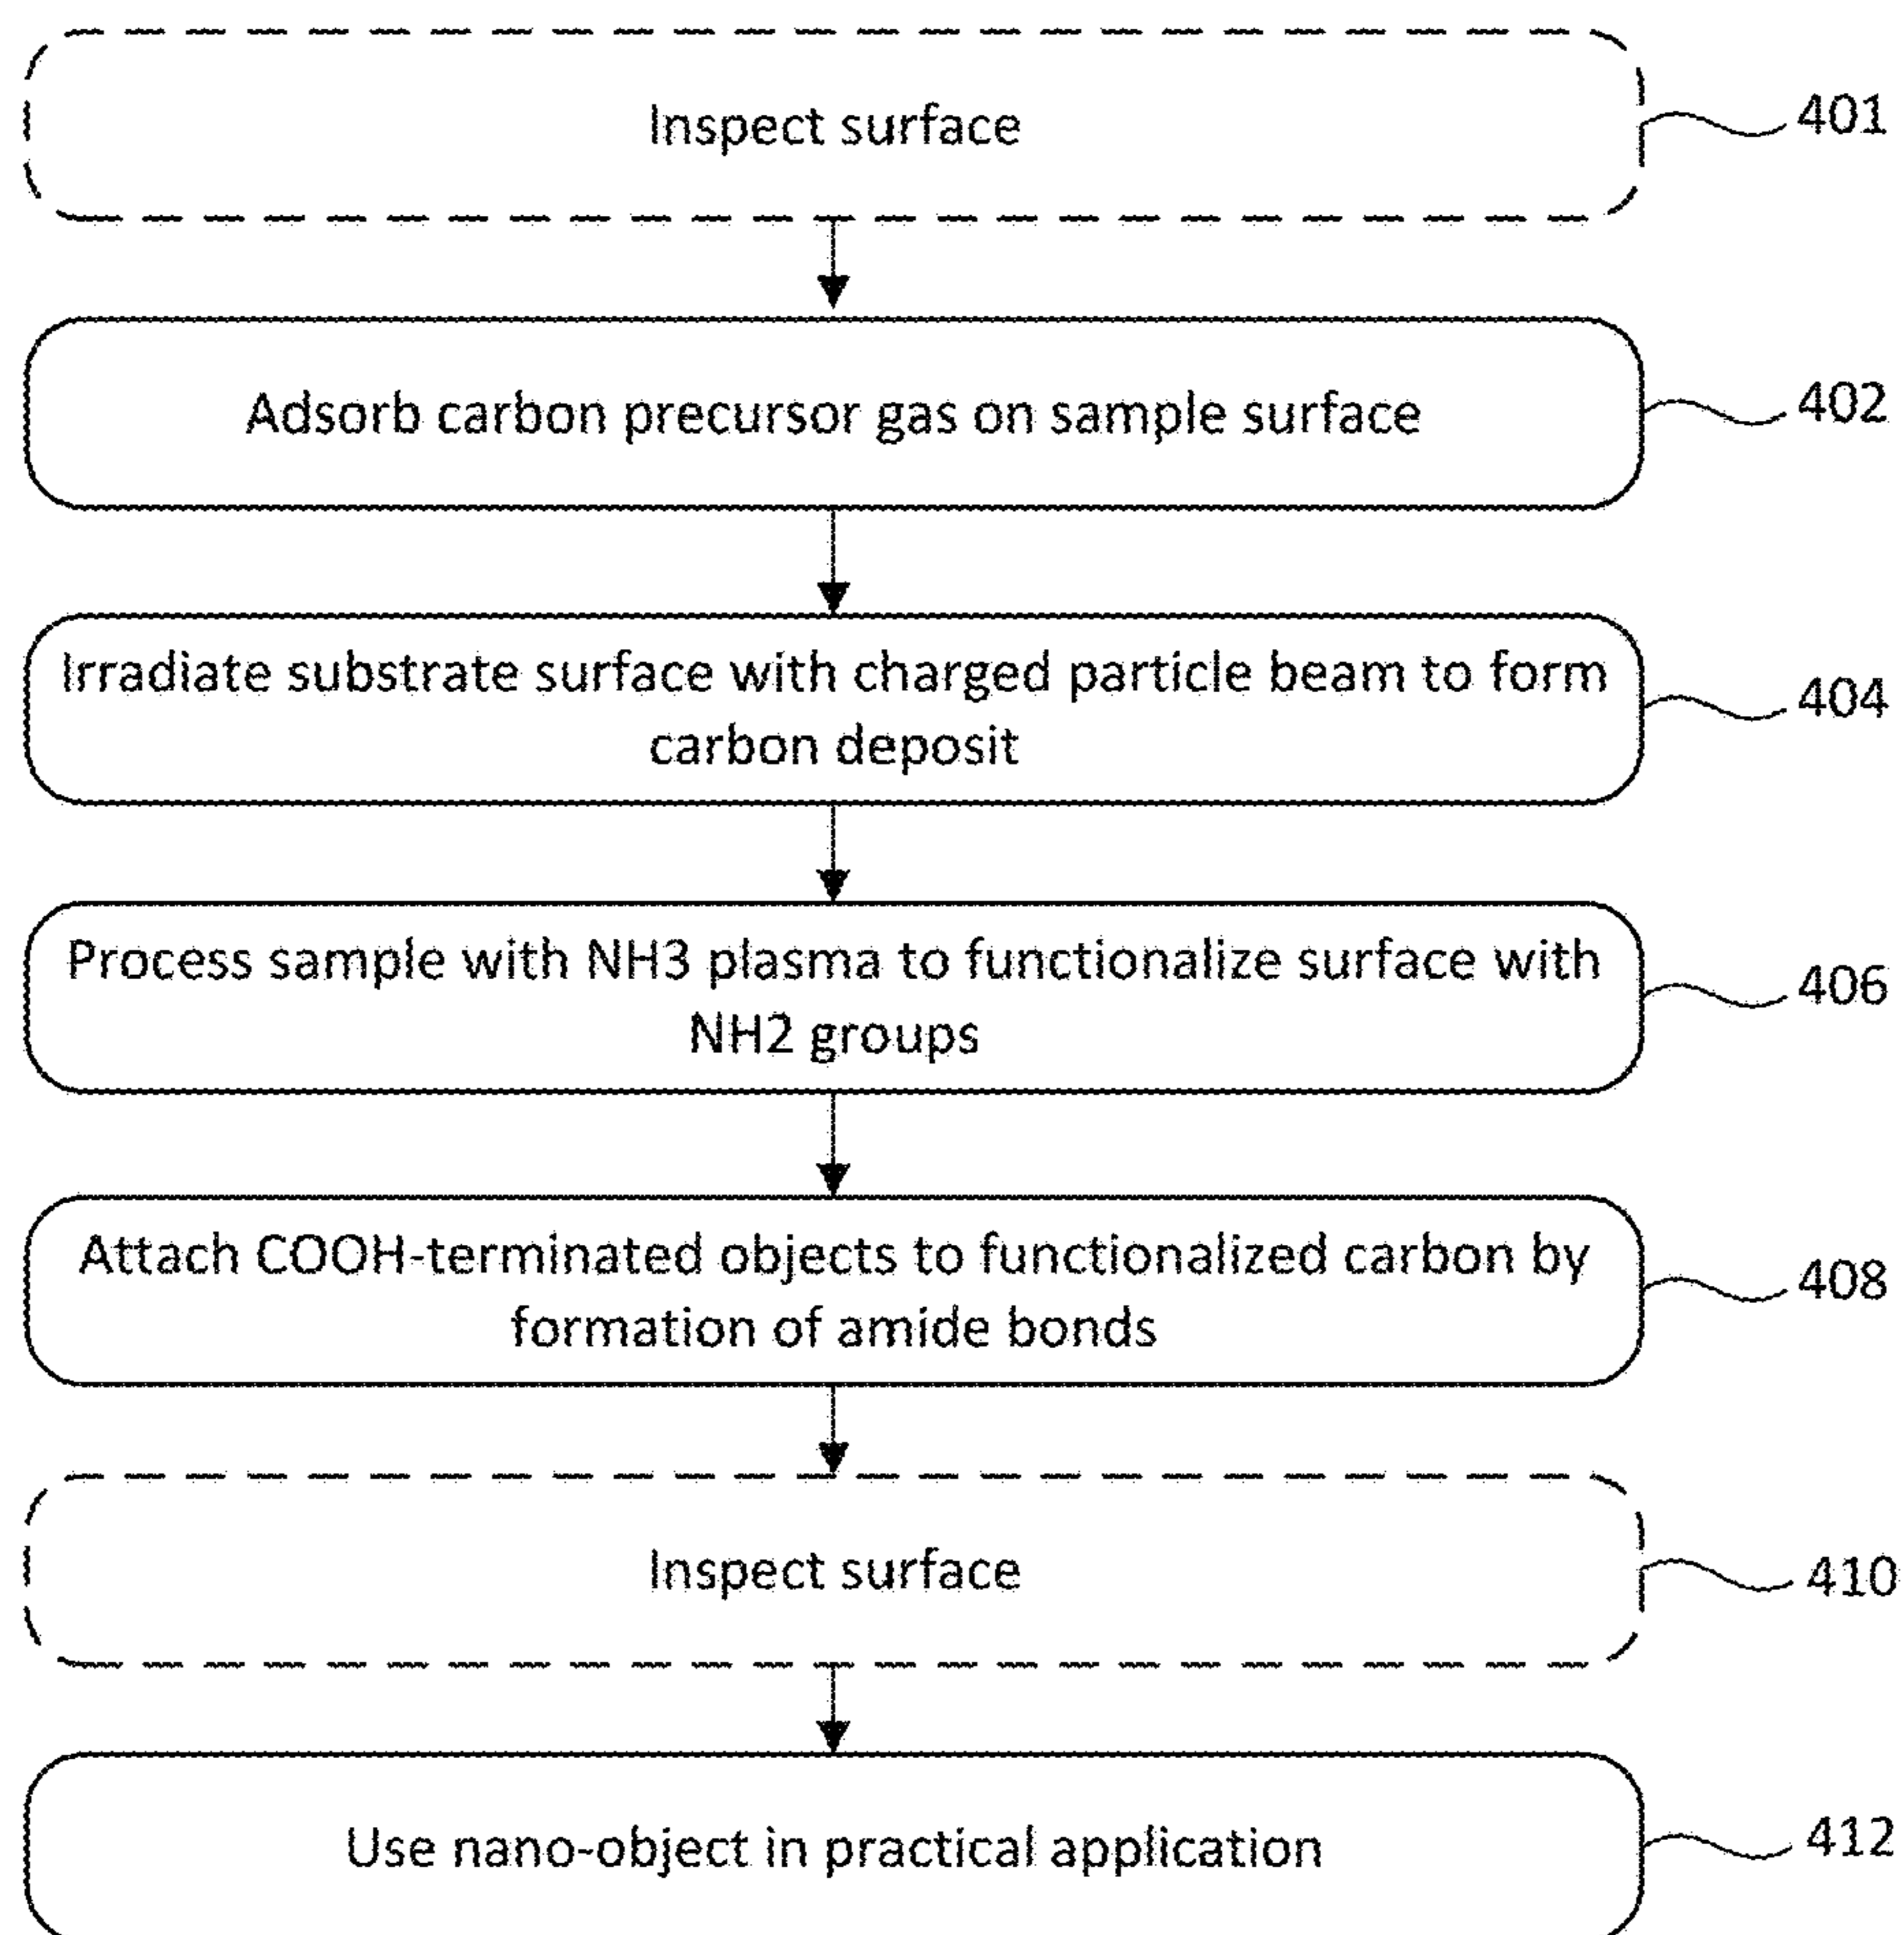 Inspect surface
401
Adsorb carbon precursor gas on sample surface
402
Irradiate substrate surface with charged particle beam to form
carbon deposit
404
Process sample with NH3 plasma to functionalize surface with
NH2 groups
406
Attach COOH-terminated objects to functionalized carbon by
formation of amide bonds
408
Inspect surface
410
Use nano-object in practical application
412